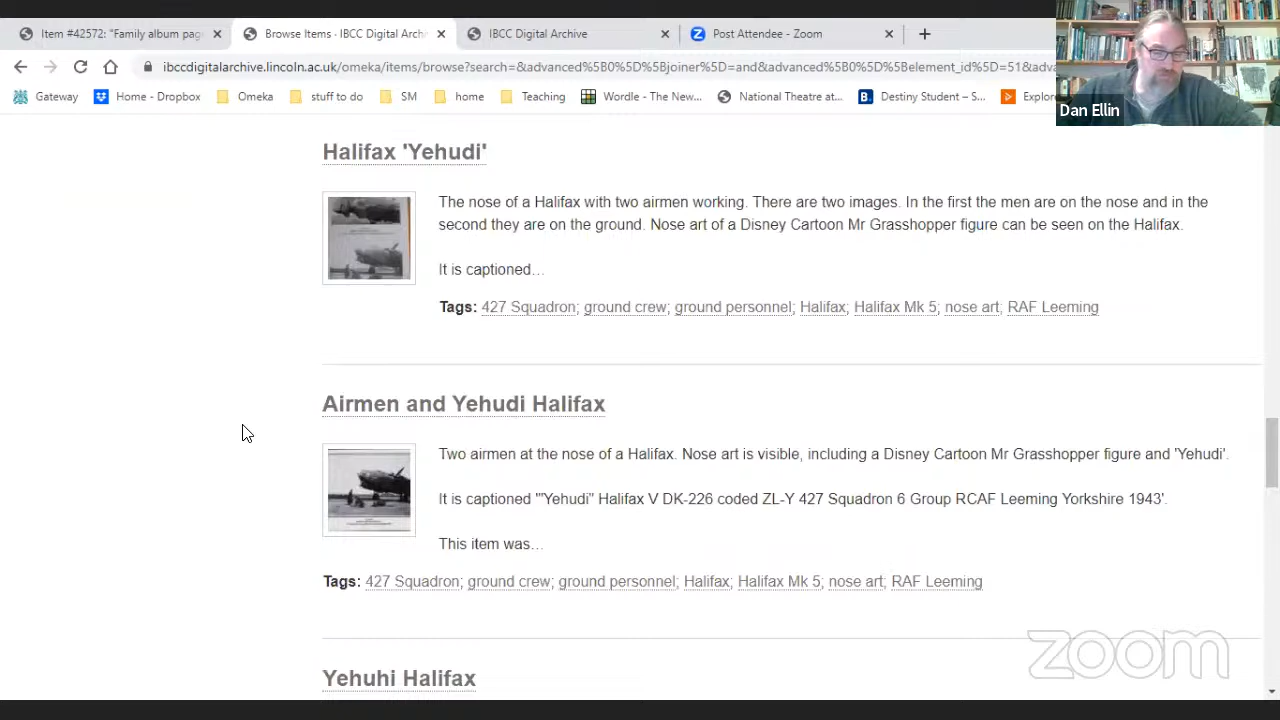 Item #42572: "Family album pag
Browse Items · IBCC Digital Arch
IBCC Digital Archive
Post Attendee - Zoom
ibccdigitalarchive.lincoln.ac.uk/omeka/items/browse?search=&advanced%5B0%5D%5Bjoiner%5D=and&advanced%5B0%5D%5Belement_id%5D=51&adva
Gateway
Home - Dropbox
Omeka
stuff to do
SM
home
Teaching
Wordle - The New...
National Theatre at...
Destiny Student – S...
Explor
Dan Ellin
Halifax 'Yehudi'
The nose of a Halifax with two airmen working. There are two images. In the first the men are on the nose and in the
second they are on the ground. Nose art of a Disney Cartoon Mr Grasshopper figure can be seen on the Halifax.
It is captioned…
Tags: 427 Squadron; ground crew; ground personnel; Halifax; Halifax Mk 5; nose art; RAF Leeming
Airmen and Yehudi Halifax
Two airmen at the nose of a Halifax. Nose art is visible, including a Disney Cartoon Mr Grasshopper figure and 'Yehudi'.
It is captioned '"Yehudi" Halifax V DK-226 coded ZL-Y 427 Squadron 6 Group RCAF Leeming Yorkshire 1943'.
This item was…
Tags: 427 Squadron; ground crew; ground personnel; Halifax; Halifax Mk 5; nose art; RAF Leeming
Yehuhi Halifax
zoom